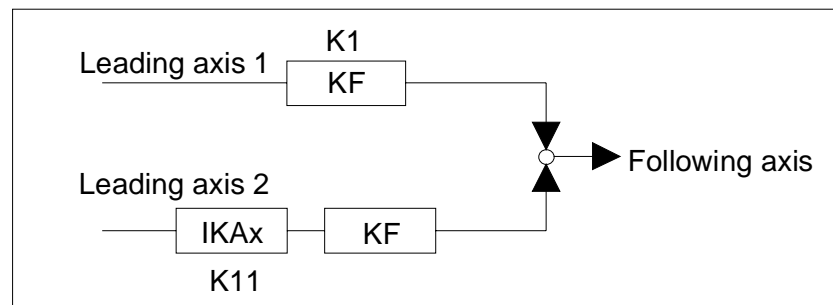 K1
Leading axis 1
KF
Following axis
Leading axis 2
IKAx
KF
K11